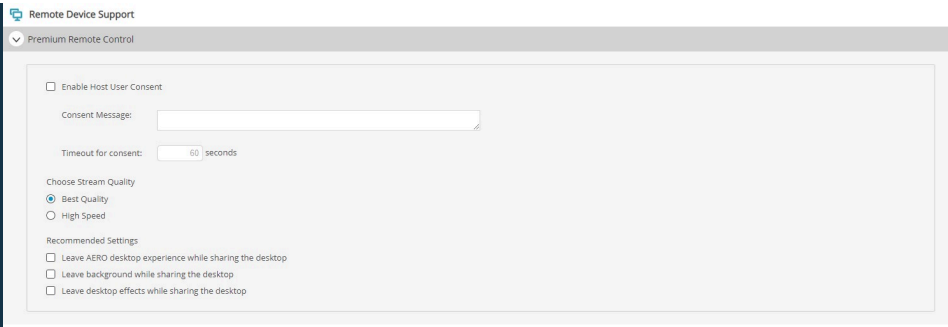 Remote Device Support
Premium Remote Control
Enable Host User Consent
Consent Message:
Timeout for consent: 60 seconds
Choose Stream Quality
Best Quality
High Speed
Recommended Settings
Leave AERO desktop experience while sharing the desktop
Leave background while sharing the desktop
Leave desktop effects while sharing the desktop